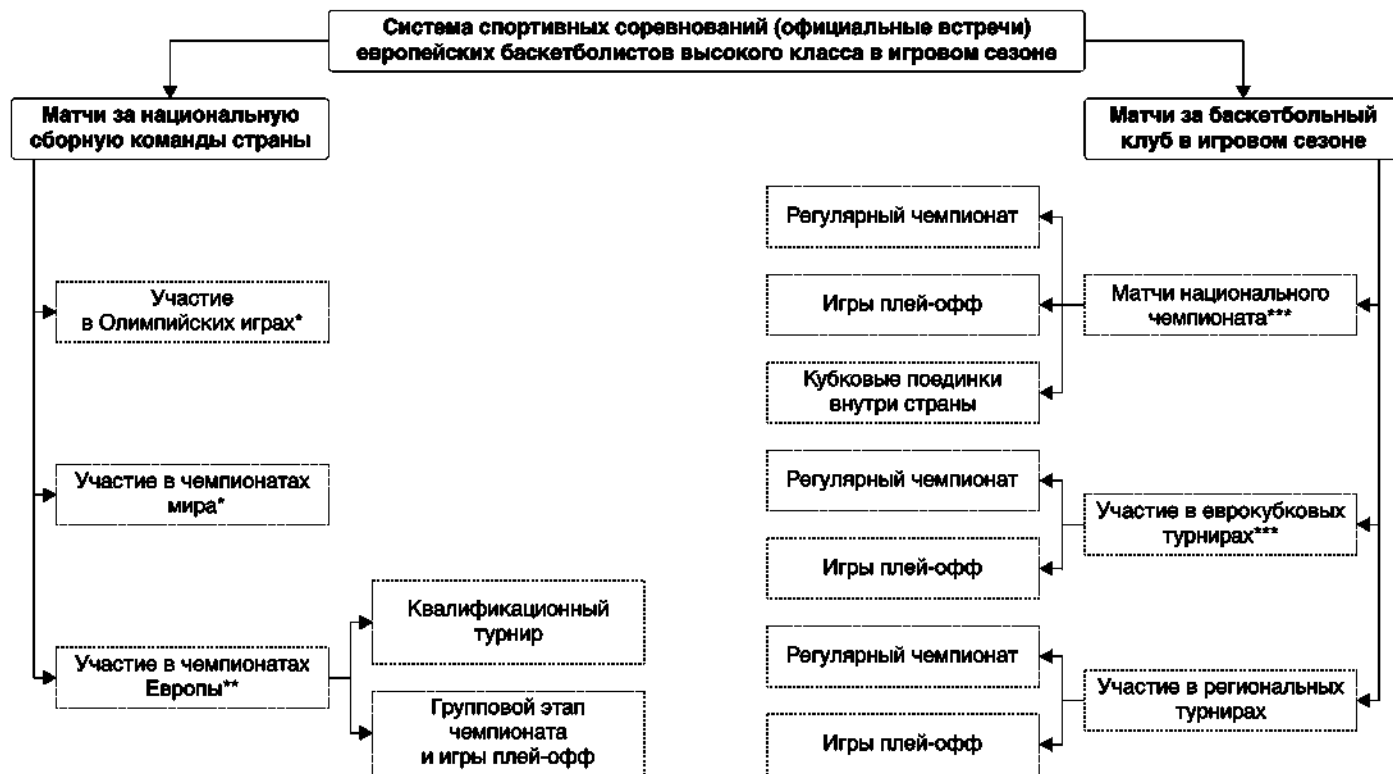 Система спортивных соревнований (официальные встречи)
европейских баскетболистов высокого класса в игровом сезоне
Матчи за национальную
сборную команды страны
Участие
в Олимпийских играх*
Участие в чемпионатах
мира*
Участие в чемпионатах
Европы**
Квалификационный
турнир
Групповой этап
чемпионата
и игры плей-офф
Матчи за баскетбольный
клуб в игровом сезоне
Матчи национального
чемпионата***
Регулярный чемпионат
Игры плей-офф
Кубковые поединки
внутри страны
Участие в еврокубковых
турнирах***
Регулярный чемпионат
Игры плей-офф
Участие в региональных
турнирах
Регулярный чемпионат
Игры плей-офф